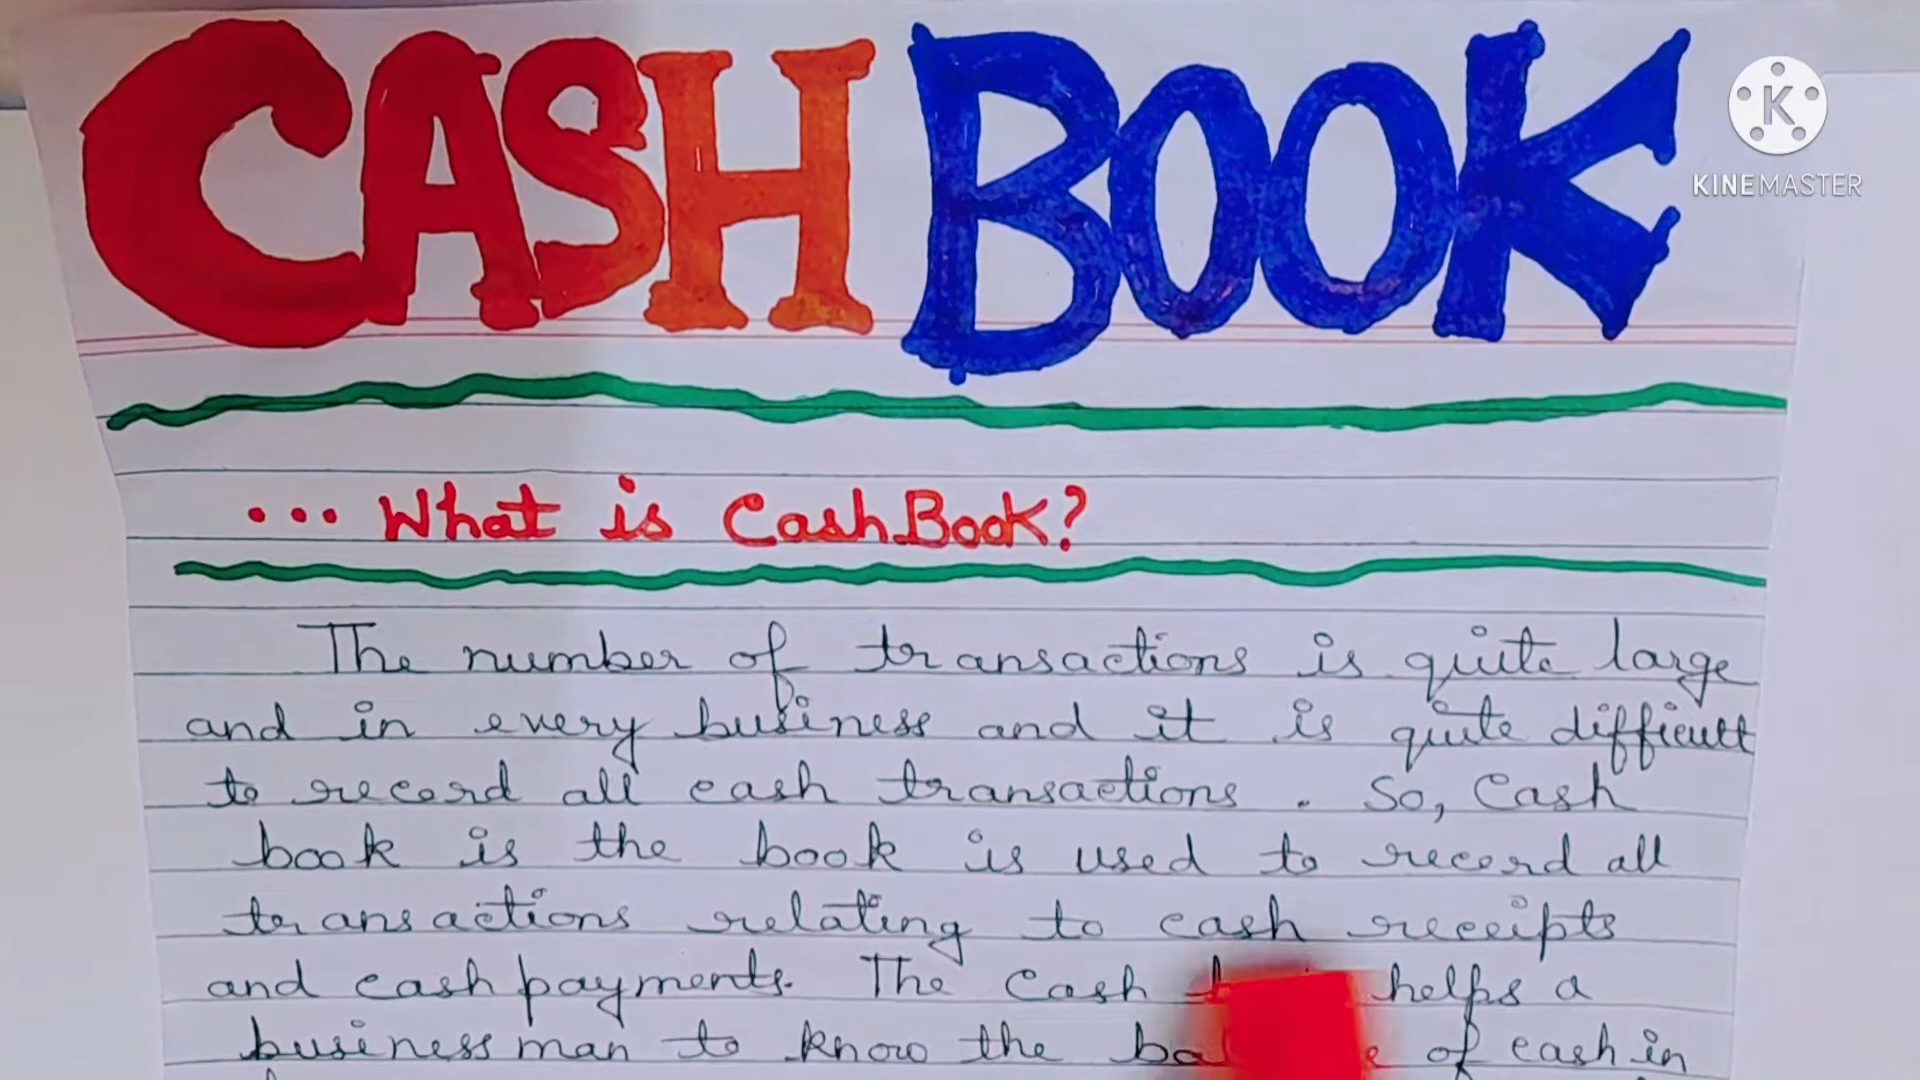 CASH BOOK
K
KINEMASTER
... What is CashBook?
The number of transactions is quite large
and in every business and it is quite difficult
to record all cash transactions. So, Cash
book is the book is used to record all
transactions relating to cash receipts
and cash payments. The Cash helps a
business man to know the of cash in